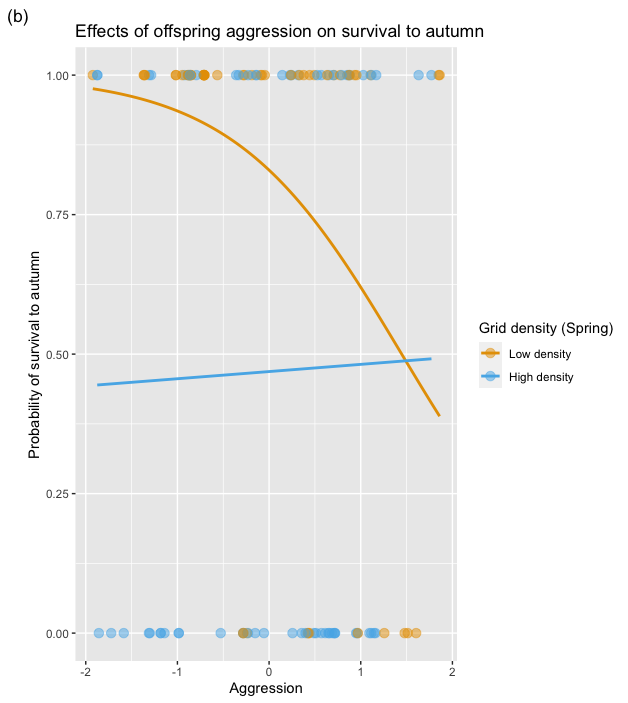 (b)
Effects of offspring aggression on survival to autumn
Probability of survival to autumn
1.00
0.75
0.50
0.25
0.00
-2
-1
0
1
2
Aggression
Grid density (Spring)
Low density
High density